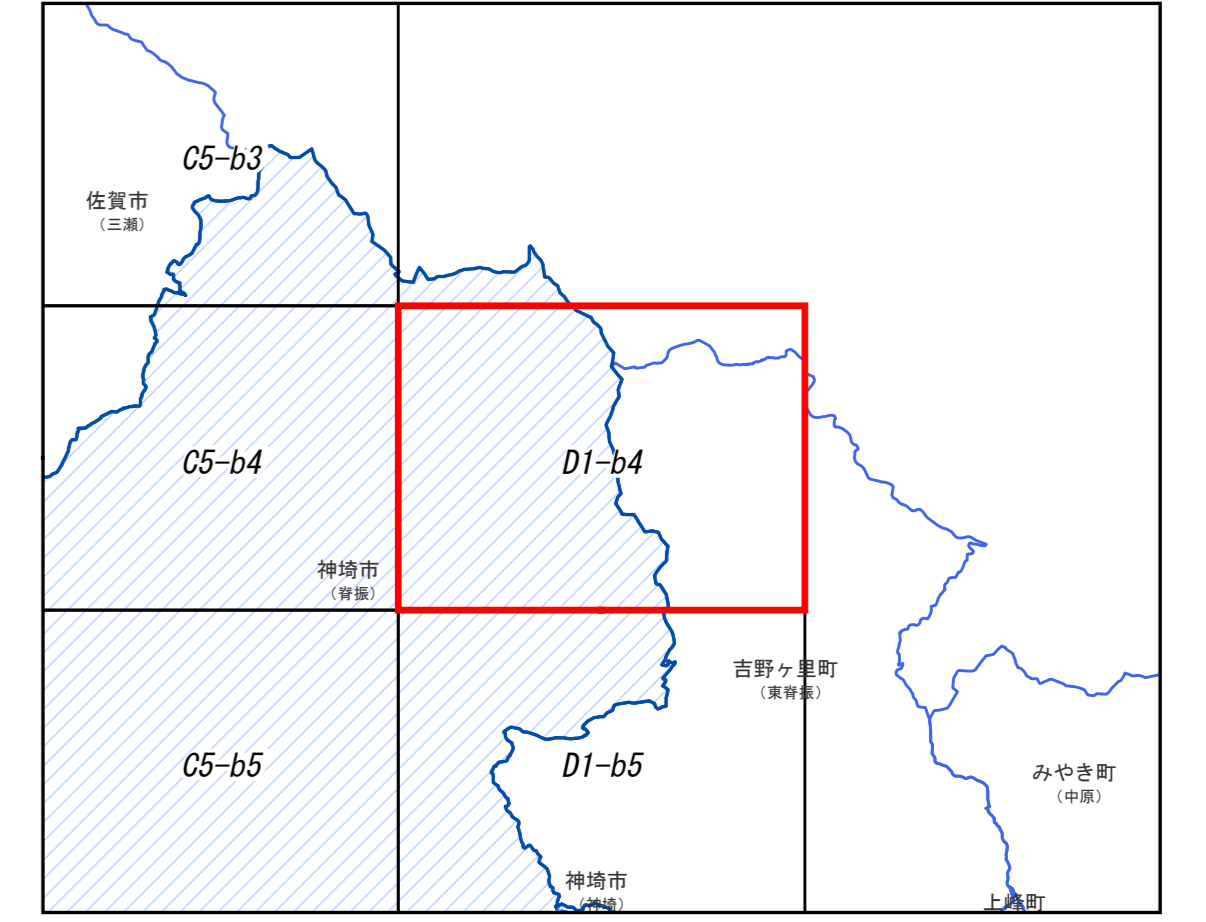 C5-b3
佐賀市
（三瀬）
C5-b4
D1-b4
神埼市
（脊振）
吉野ヶ里町
（東脊振）
C5-b5
D1-b5
みやき町
（中原）
神埼市
（神埼）
上峰町